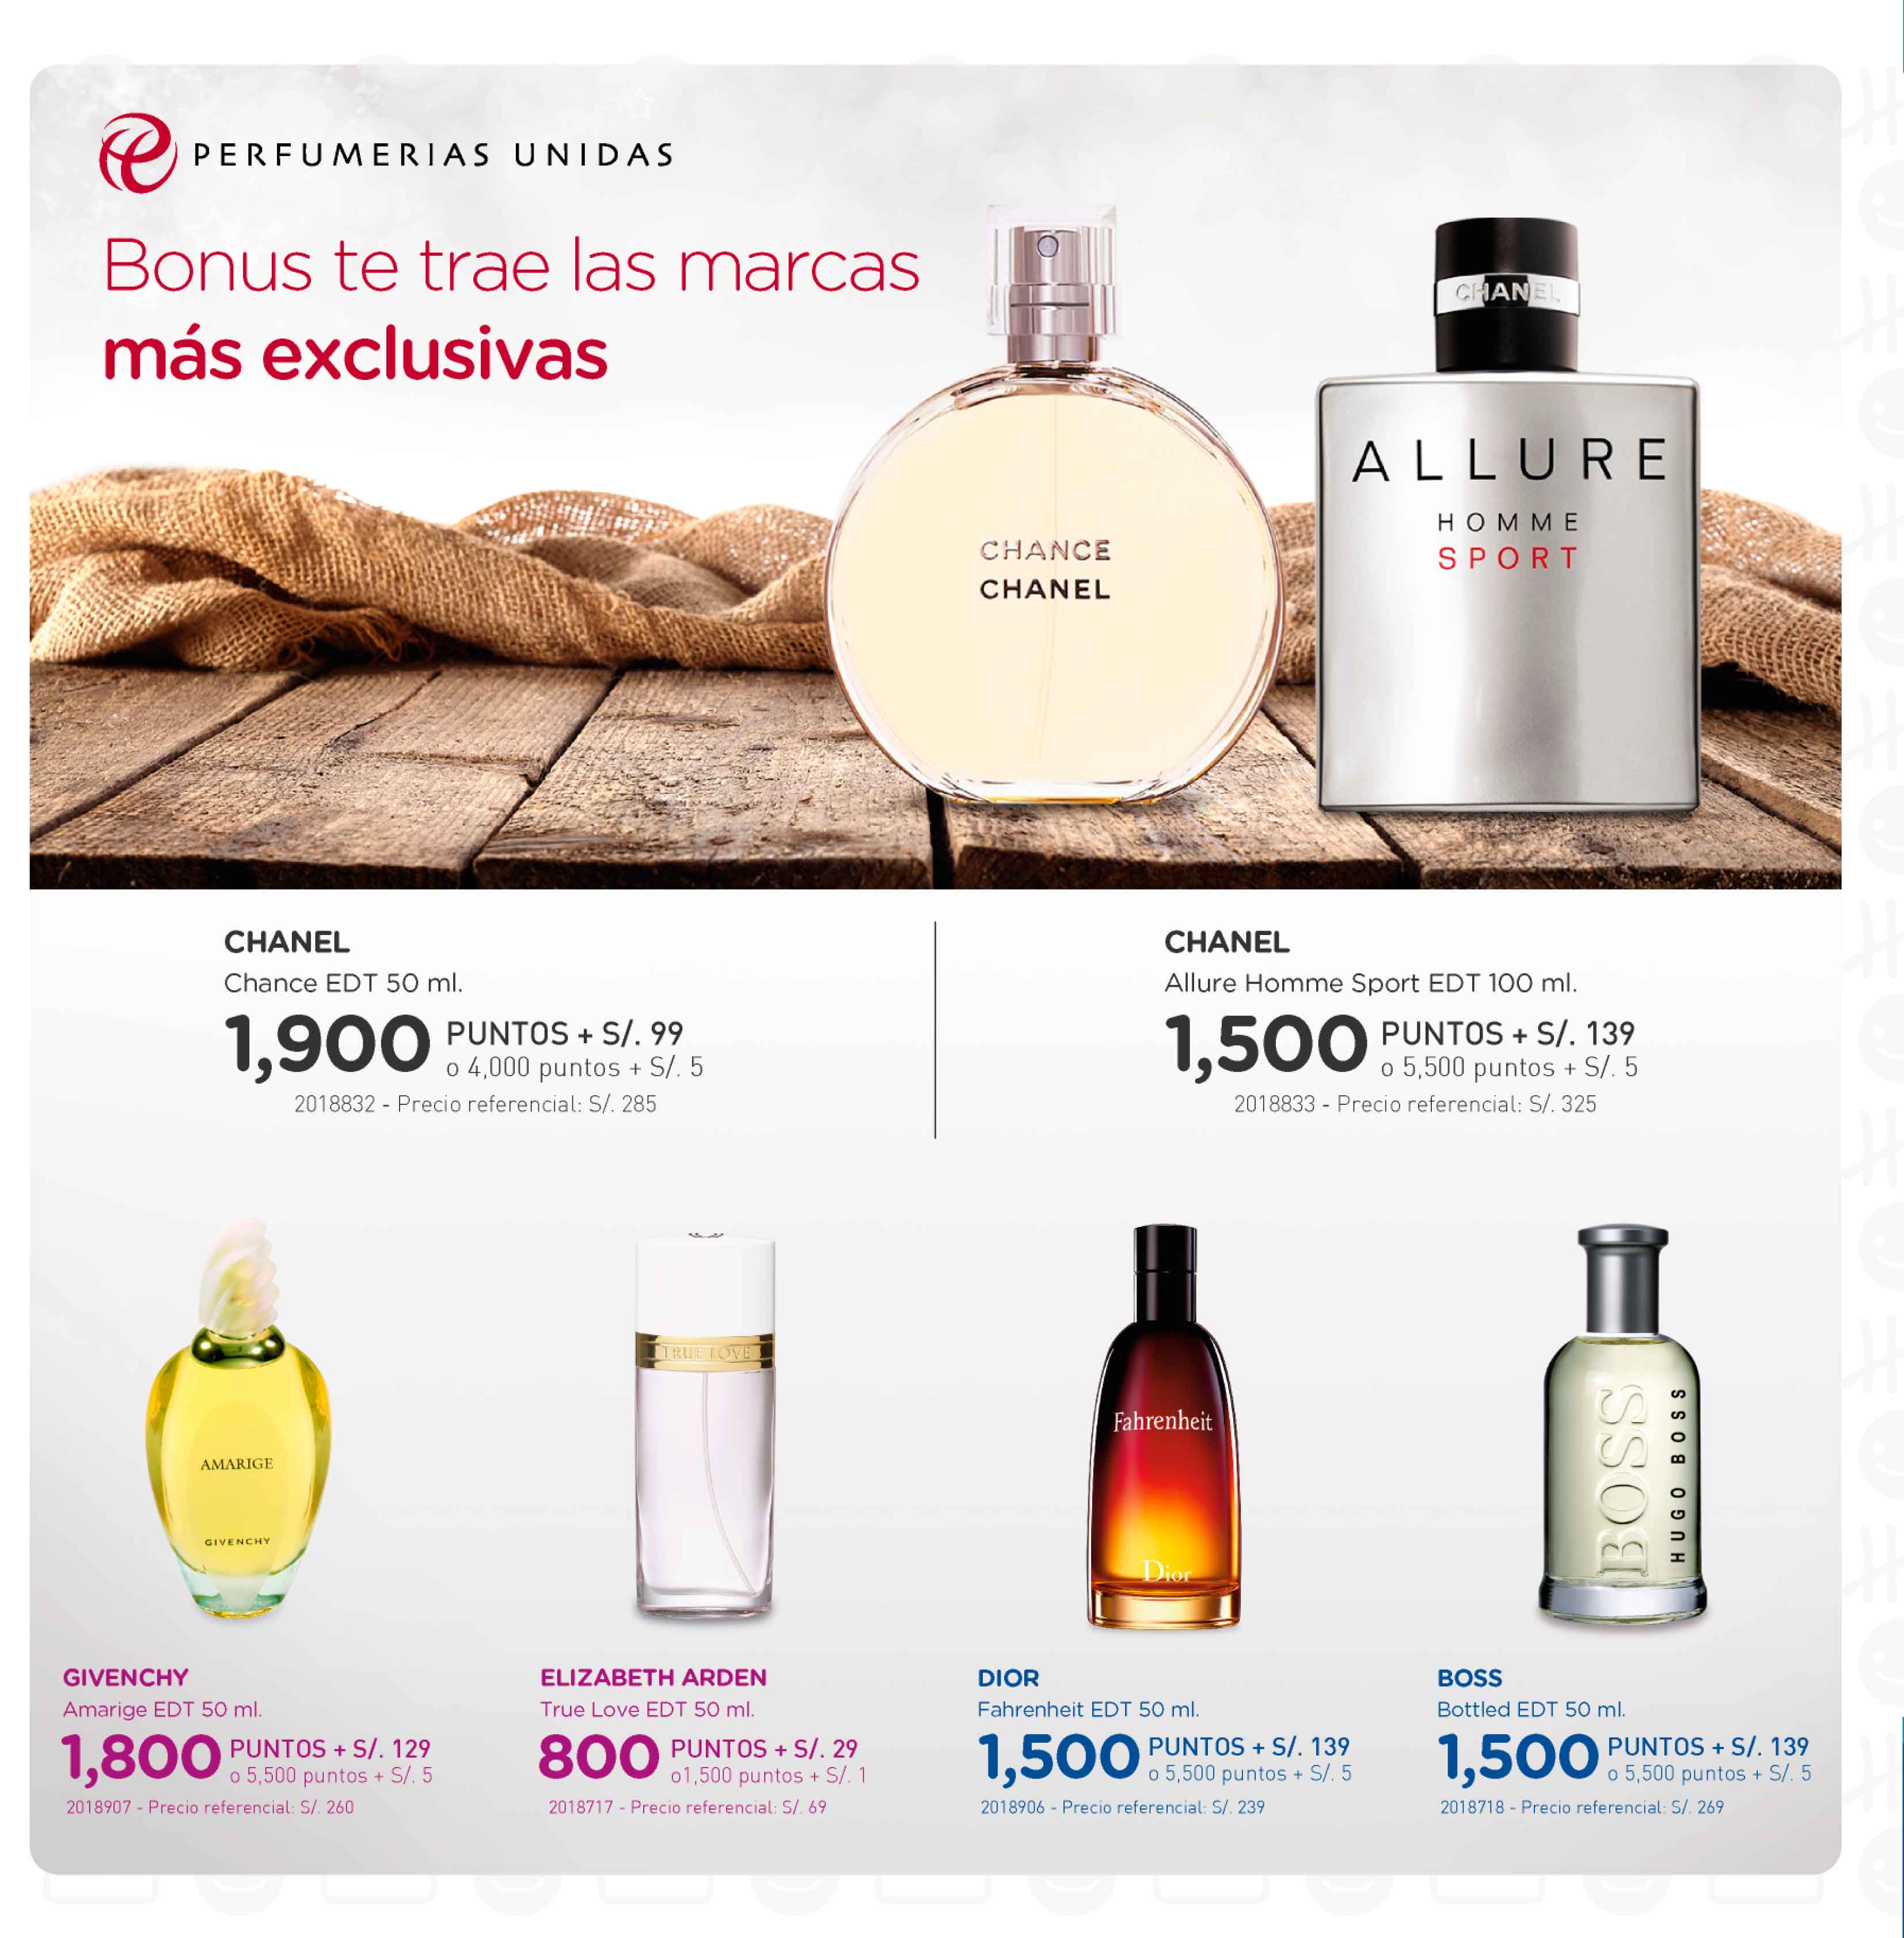 PERFUMERIAS UNIDAS
Bonus te trae las marcas
más exclusivas
CHANEL
ALLURE
HOMME
SPORT
CHANCE
CHANEL
CHANEL
Chance EDT 50 ml.
1,900 PUNTOS + S/. 99
o 4,000 puntos + S/. 5
2018832 - Precio referencial: S/. 285
CHANEL
Allure Homme Sport EDT 100 ml.
1,500 PUNTOS + S/. 139
o 5,500 puntos + S/. 5
2018833 - Precio referencial: S/. 325
AMARIGE
GIVENCHY
TRUE LOVE
Fahrenheit
Dior
BOSS
HUGO BOSS
GIVENCHY
Amarige EDT 50 ml.
1,800 PUNTOS + S/. 129
o 5,500 puntos + S/. 5
2018907 - Precio referencial: S/. 260
ELIZABETH ARDEN
True Love EDT 50 ml.
800 PUNTOS + S/. 29
o1,500 puntos + S/. 1
2018717 - Precio referencial: S/. 69
DIOR
Fahrenheit EDT 50 ml.
1,500 PUNTOS + S/. 139
o 5,500 puntos + S/. 5
2018906 - Precio referencial: S/. 239
BOSS
Bottled EDT 50 ml.
1,500 PUNTOS + S/. 139
o 5,500 puntos + S/. 5
2018718 - Precio referencial: S/. 269